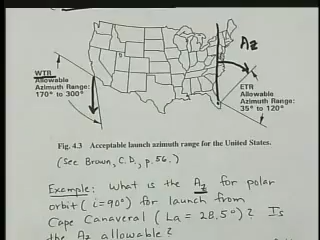 Az
WTR
Allowable
Azimuth Range:
170° to 300°
ETR
Allowable
Azimuth Range:
35° to 120°
Fig. 4.3 Acceptable launch azimuth range for the United States.
(See Brown, C.D., p.56.)
Example: What is the Az for polar
orbit (i=90°) for launch from
Cape Canaveral (La = 28.5°)? Is
the Az allowable?